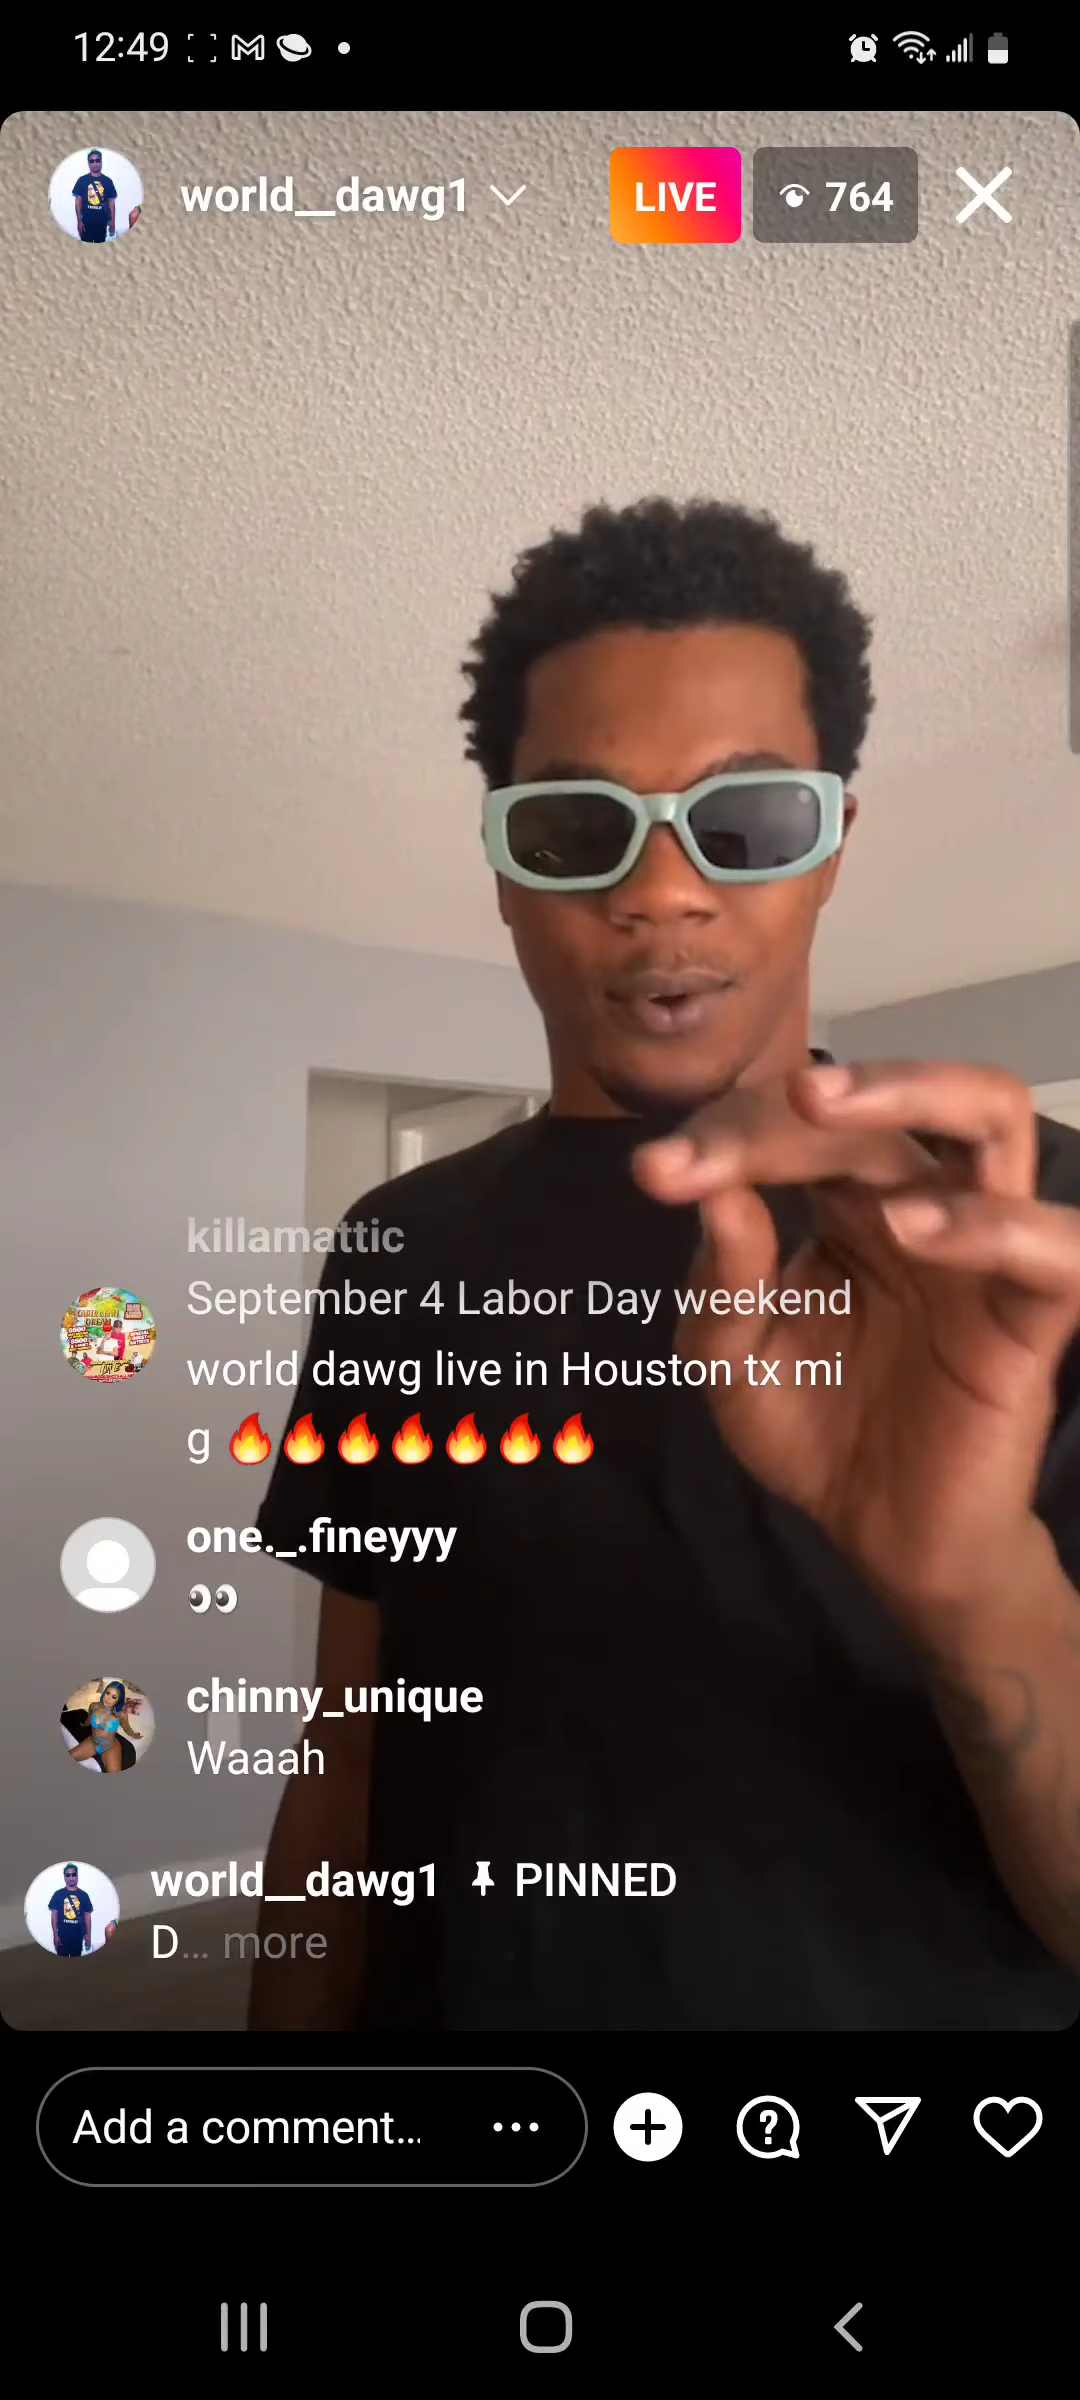 12:49
world__dawg1
LIVE
764
killamattic
September 4 Labor Day weekend
world dawg live in Houston tx mi
g 🔥🔥🔥🔥🔥🔥🔥
one._.fineyyy
👀
chinny_unique
Waaah
world__dawg1 PINNED
D... more
Add a comment...